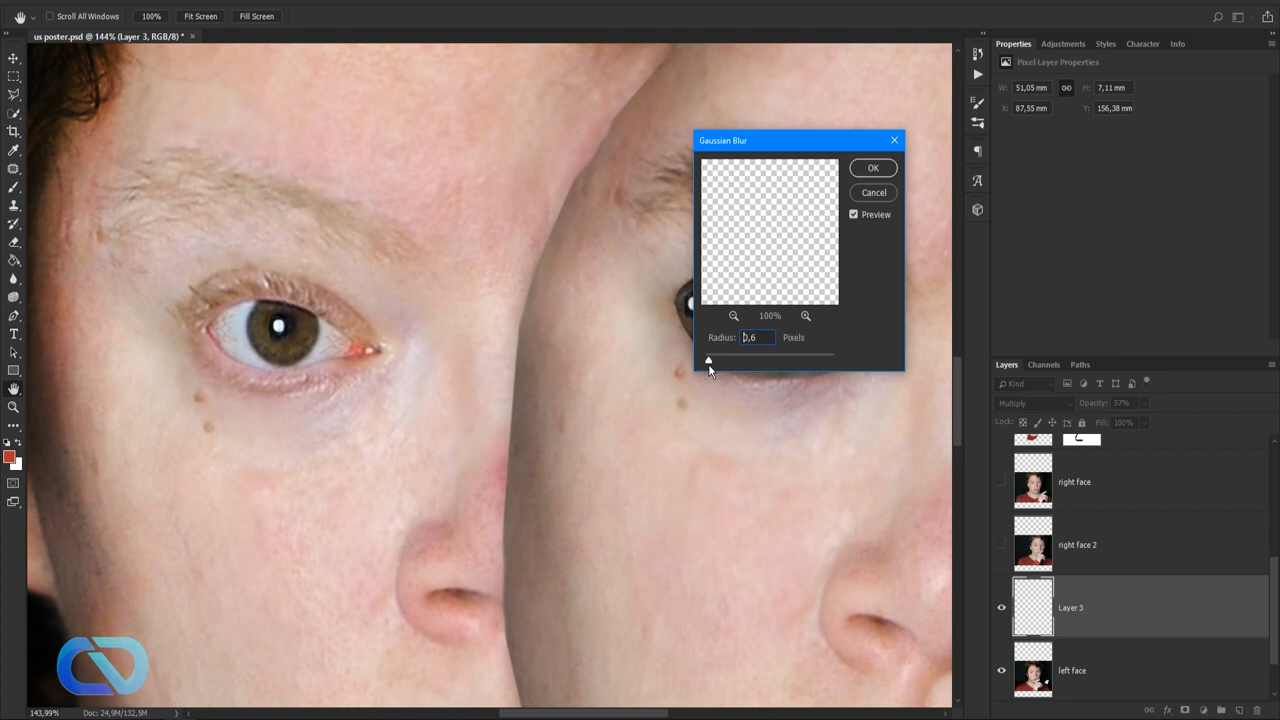 Scroll All Windows 100% Fit Screen Fill Screen
us poster.psd @ 144% (Layer 3, RGB/8) * ×
Properties Adjustments Styles Character Info
Pixel Layer Properties
W: 51,05 mm H: 7,11 mm
X: 87,55 mm Y: 156,38 mm
Gaussian Blur
OK
Cancel
Preview
100%
Radius: 0,6 Pixels
Layers Channels Paths
Kind
Multiply Opacity: 57%
Lock: Fill: 100%
right face
right face 2
Layer 3
left face
143,99% Doc: 24,9M/132,5M